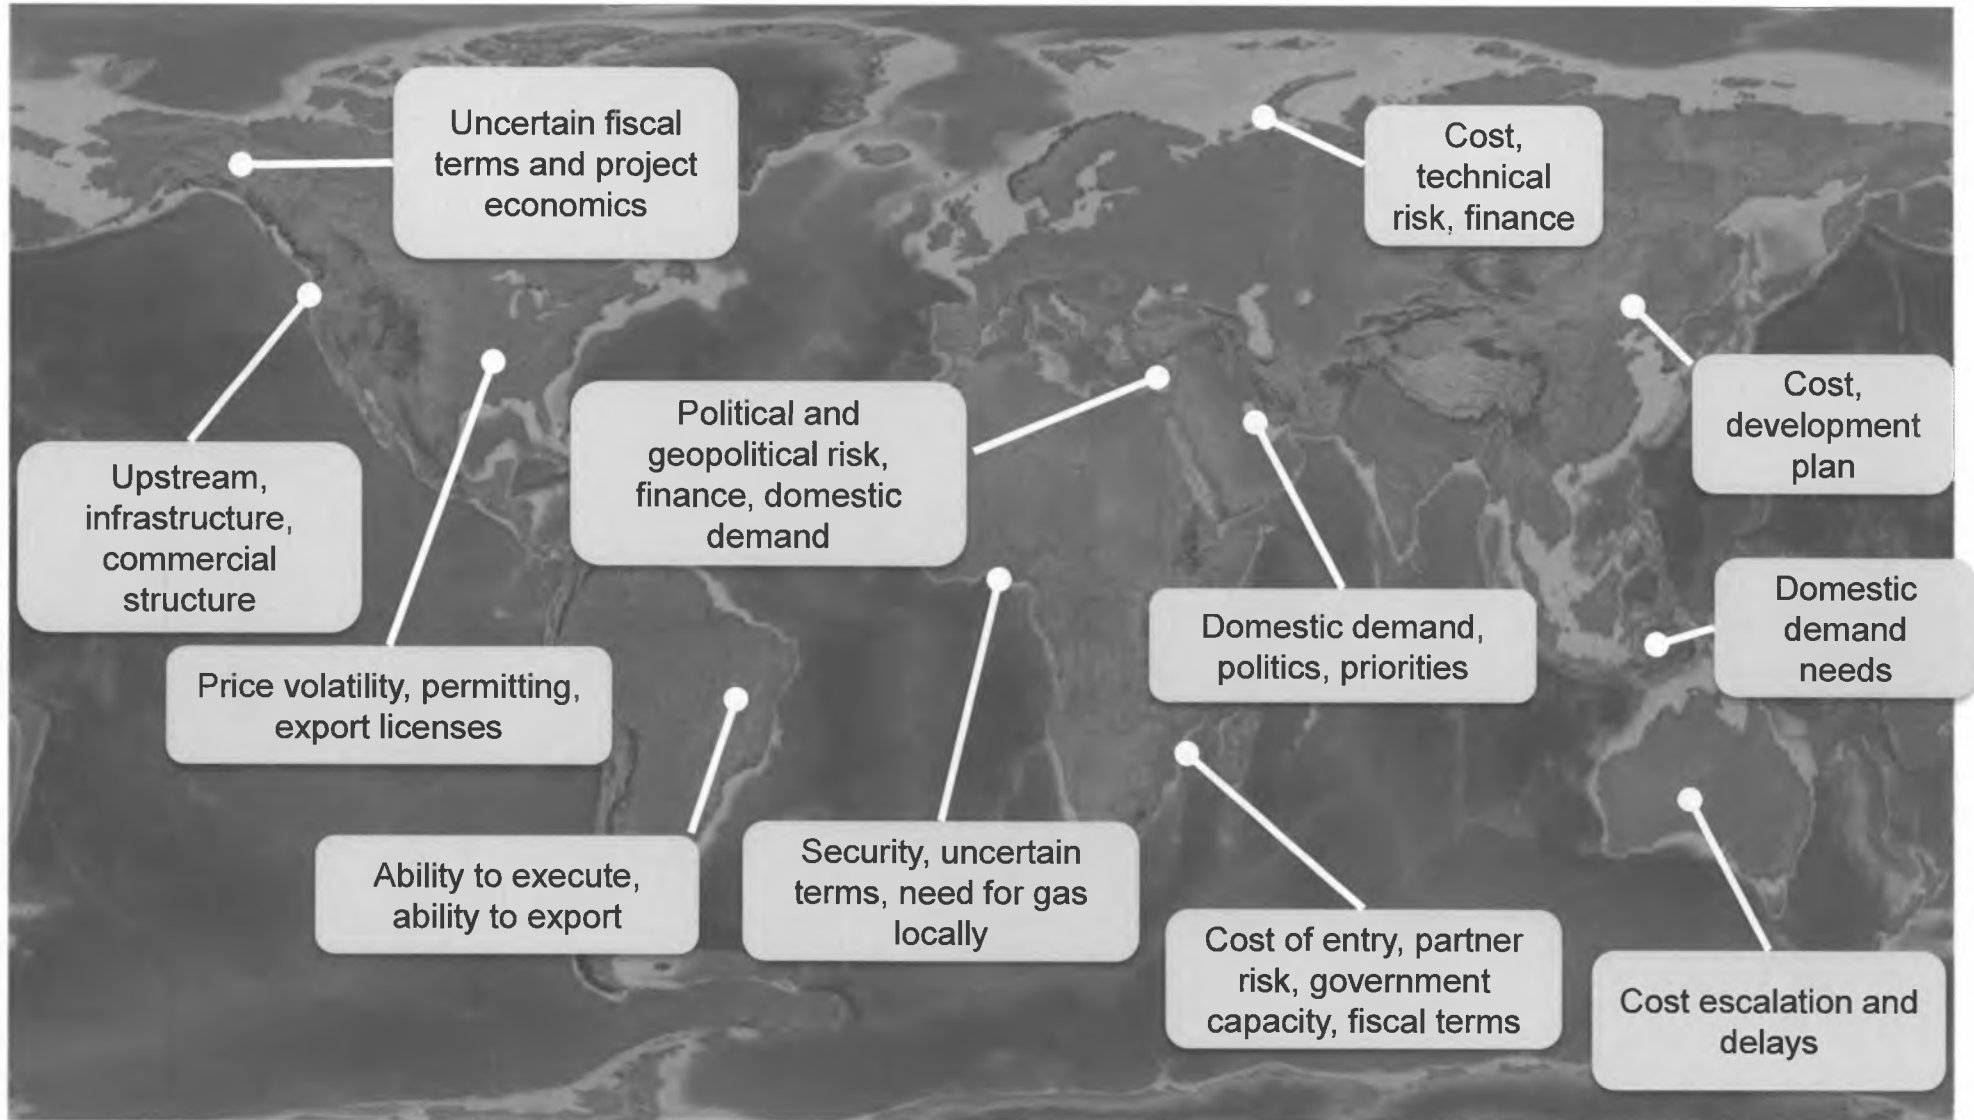 Uncertain fiscal
terms and project
economics
Cost,
technical
risk, finance
Cost,
development
plan
Political and
geopolitical risk,
finance, domestic
demand
Upstream,
infrastructure,
commercial
structure
Domestic
demand
needs
Domestic demand,
politics, priorities
Price volatility, permitting,
export licenses
Ability to execute,
ability to export
Security, uncertain
terms, need for gas
locally
Cost of entry, partner
risk, government
capacity, fiscal terms
Cost escalation and
delays